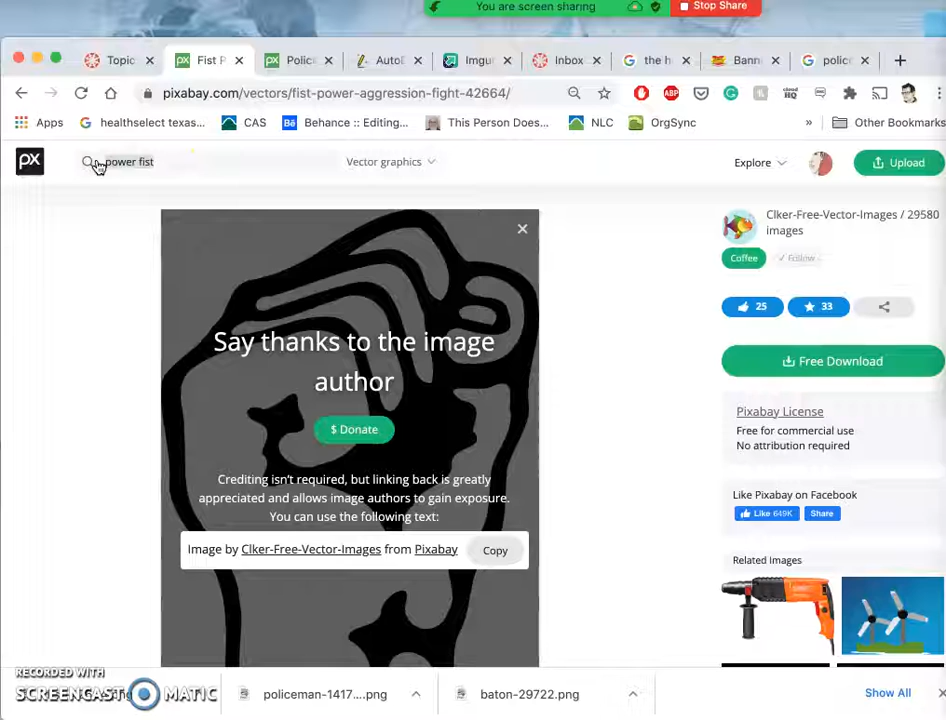 You are screen sharing
Stop Share
Topic
Fist P
Polic
AutoD
Imgu
Inbox
the h
Bann
polic
pixabay.com/vectors/fist-power-aggression-fight-42664/
ABP
HQ
Apps
healthselect texas...
CAS
Behance :: Editing...
This Person Does...
NLC
OrgSync
»
Other Bookmarks
px
power fist
Vector graphics
Explore
Upload
Clker-Free-Vector-Images / 29580
images
Coffee
✓ Follow
25
33
Say thanks to the image
author
$ Donate
Free Download
Pixabay License
Free for commercial use
No attribution required
Crediting isn't required, but linking back is greatly
appreciated and allows image authors to gain exposure.
You can use the following text:
Image by Clker-Free-Vector-Images from Pixabay
Copy
Like Pixabay on Facebook
Like 649K
Share
Related Images
RECORDED WITH
SCREENCAST MATIC
policeman-1417....png
baton-29722.png
Show All